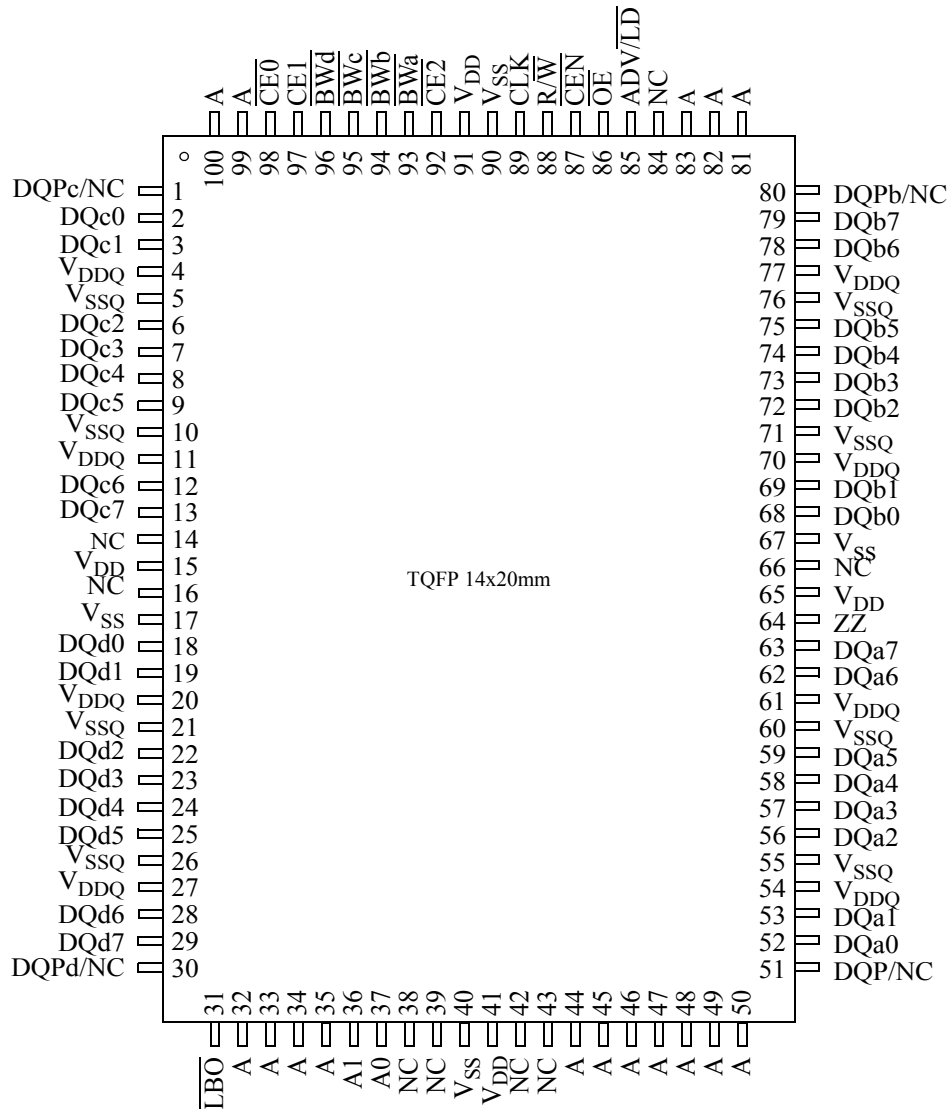 A A CE0 CE1 BWd BWc BWb BWa CE2 VDD VSS CLK R/W CEN OE ADV/LD NC A A A
100 99 98 97 96 95 94 93 92 91 90 89 88 87 86 85 84 83 82 81
DQPc/NC 1 80 DQPb/NC
DQc0 2 79 DQb7
DQc1 3 78 DQb6
VDDQ 4 77 VDDQ
VSSQ 5 76 VSSQ
DQc2 6 75 DQb5
DQc3 7 74 DQb4
DQc4 8 73 DQb3
DQc5 9 72 DQb2
VSSQ 10 71 VSSQ
VDDQ 11 70 VDDQ
DQc6 12 69 DQb1
DQc7 13 68 DQb0
NC 14 67 VSS
VDD 15 66 NC
NC 16 65 VDD
TQFP 14x20mm
VSS 17 64 ZZ
DQd0 18 63 DQa7
DQd1 19 62 DQa6
VDDQ 20 61 VDDQ
VSSQ 21 60 VSSQ
DQd2 22 59 DQa5
DQd3 23 58 DQa4
DQd4 24 57 DQa3
DQd5 25 56 DQa2
VSSQ 26 55 VSSQ
VDDQ 27 54 VDDQ
DQd6 28 53 DQa1
DQd7 29 52 DQa0
DQPd/NC 30 51 DQP/NC
31 32 33 34 35 36 37 38 39 40 41 42 43 44 45 46 47 48 49 50
LBO A A A A A1 A0 NC NC VSS VDD NC NC A A A A A A A